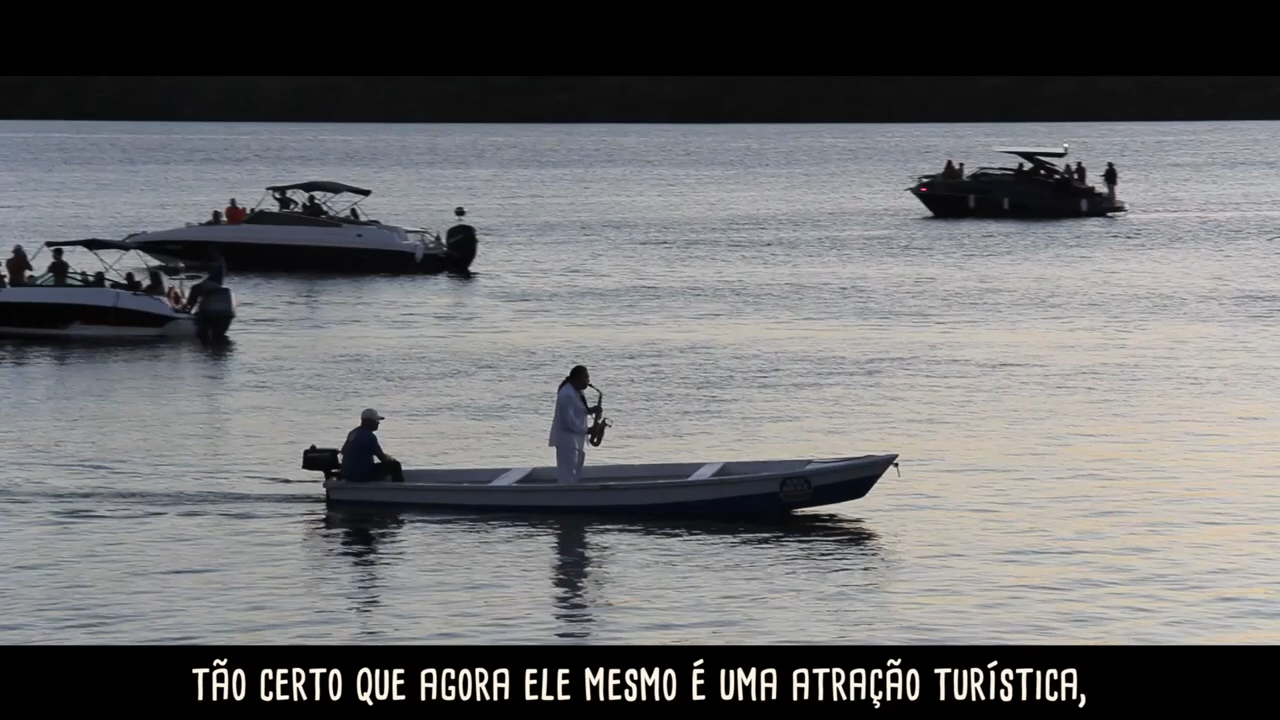 TÃO CERTO QUE AGORA ELE MESMO É UMA ATRAÇÃO TURÍSTICA,